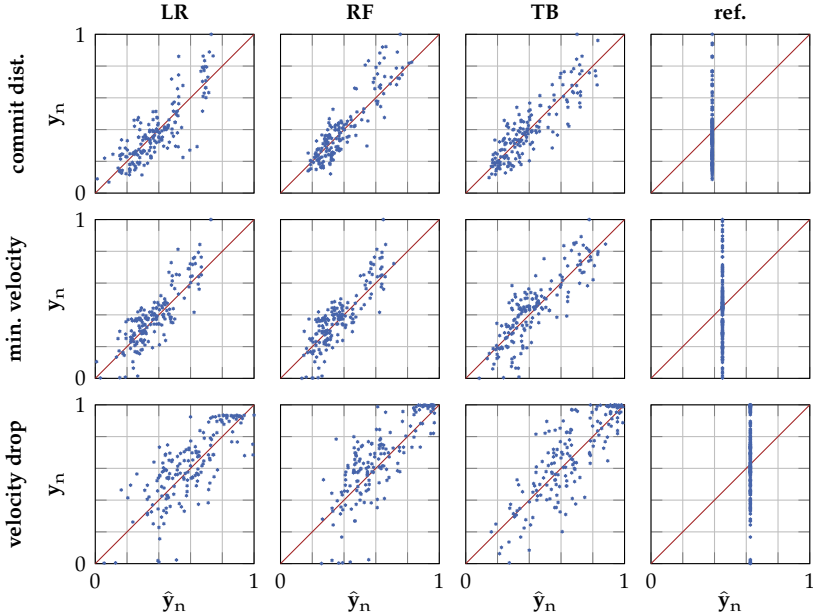 LR RF TB ref.
commit dist.
yₙ
1
0
min. velocity
yₙ
1
0
velocity drop
yₙ
1
0
0 1 0 1 0 1 0 1
ŷₙ ŷₙ ŷₙ ŷₙ